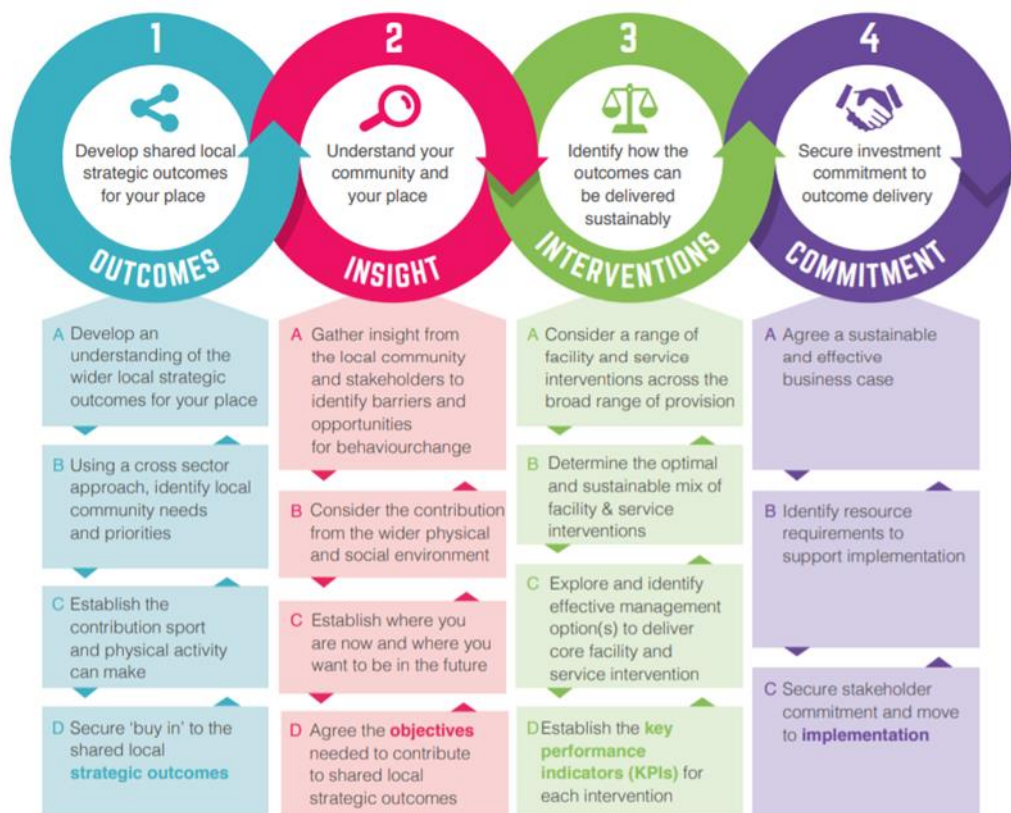 1
Develop shared local
strategic outcomes
for your place
OUTCOMES
2
Understand your
community and
your place
INSIGHT
3
Identify how the
outcomes can
be delivered
sustainably
INTERVENTIONS
4
Secure investment
commitment to
outcome delivery
COMMITMENT
A Develop an
understanding of the
wider local strategic
outcomes for your place
B Using a cross sector
approach, identify local
community needs
and priorities
C Establish the
contribution sport
and physical activity
can make
D Secure ‘buy in’ to the
shared local
strategic outcomes
A Gather insight from
the local community
and stakeholders to
identify barriers and
opportunities
for behaviourchange
B Consider the contribution
from the wider physical
and social environment
C Establish where you
are now and where you
want to be in the future
D Agree the objectives
needed to contribute
to shared local
strategic outcomes
A Consider a range of
facility and service
interventions across the
broad range of provision
B Determine the optimal
and sustainable mix of
facility & service
interventions
C Explore and identify
effective management
option(s) to deliver
core facility and
service intervention
D Establish the key
performance
indicators (KPIs) for
each intervention
A Agree a sustainable
and effective
business case
B Identify resource
requirements to
support implementation
C Secure stakeholder
commitment and move
to implementation